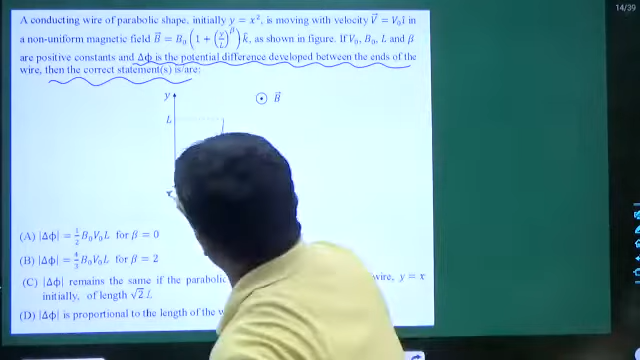 14/39
A conducting wire of parabolic shape, initially y = x², is moving with velocity V⃗ = V₀î in
a non-uniform magnetic field B⃗ = B₀ (1 + (y/L)^β) k̂, as shown in figure. If V₀, B₀, L and β
are positive constants and Δϕ is the potential difference developed between the ends of the
wire, then the correct statement(s) is/are:
y
B⃗
L
(A) |Δϕ| = 1/2 B₀V₀L for β = 0
(B) |Δϕ| = 4/3 B₀V₀L for β = 2
(C) |Δϕ| remains the same if the parabolic wire, y = x
initially, of length √2 L
(D) |Δϕ| is proportional to the length of the